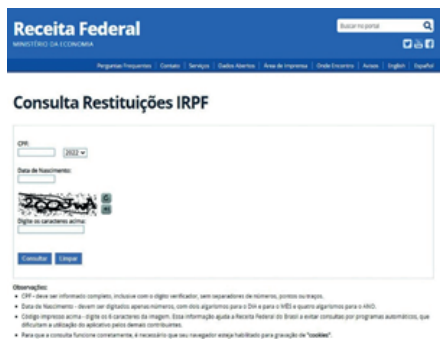 Receita Federal
MINISTÉRIO DA ECONOMIA
Buscar no portal
Perguntas Frequentes | Contato | Serviços | Dados Abertos | Área de Imprensa | Onde Encontro | Avisos | English | Español
Consulta Restituições IRPF
CPF:
2022
Data de Nascimento:
Digite os caracteres acima:
Consultar Limpar
Observações:
CPF - deve ser informado completo, inclusive com o dígito verificador, sem separadores de números, pontos ou traços.
Data de Nascimento - devem ser digitados apenas números, com dois algarismos para o DIA e para o MÊS e quatro algarismos para o ANO.
Código impresso acima - digite os 6 caracteres da imagem. Essa informação ajuda a Receita Federal do Brasil a evitar consultas por programas automáticos, que
dificultam a utilização do aplicativo pelos demais contribuintes.
Para que a consulta funcione corretamente, é necessário que seu navegador esteja habilitado para gravação de "cookies".